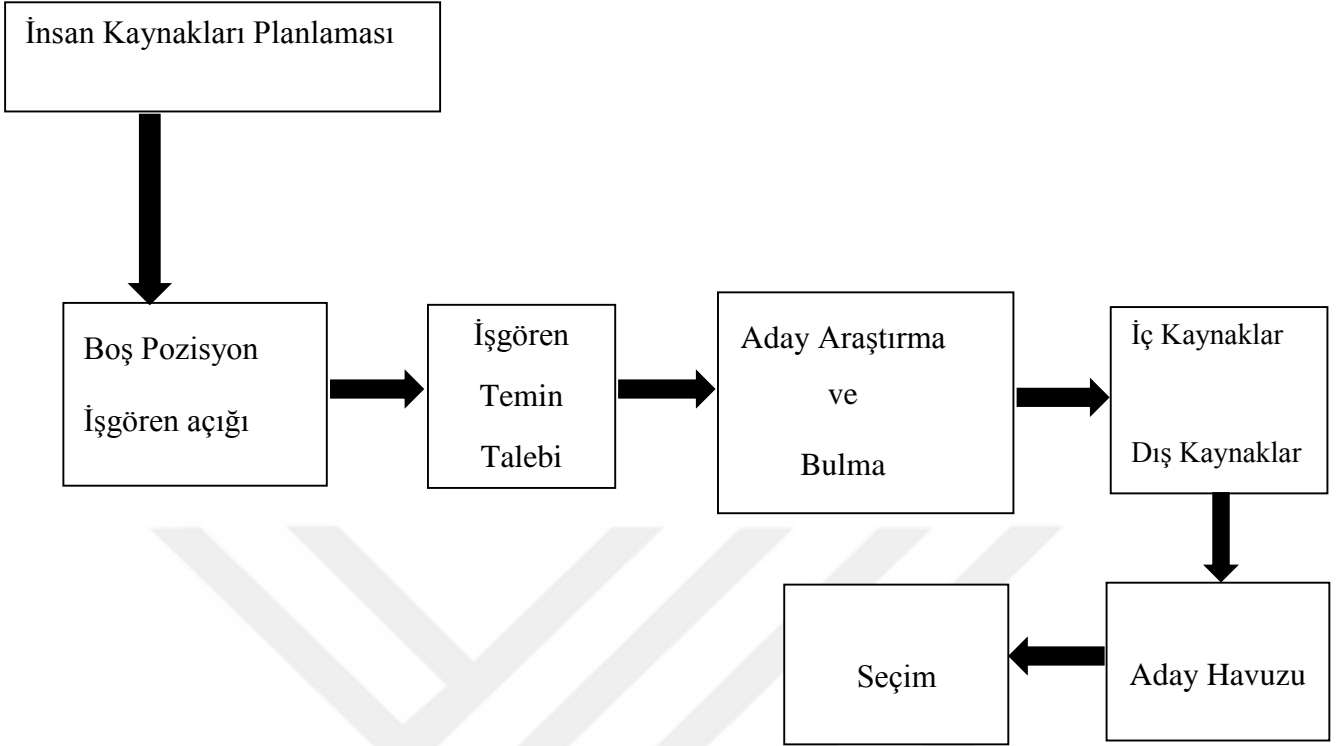 İnsan Kaynakları Planlaması
Boş Pozisyon
İşgören açığı
İşgören
Temin
Talebi
Aday Araştırma
ve
Bulma
İç Kaynaklar
Dış Kaynaklar
Aday Havuzu
Seçim